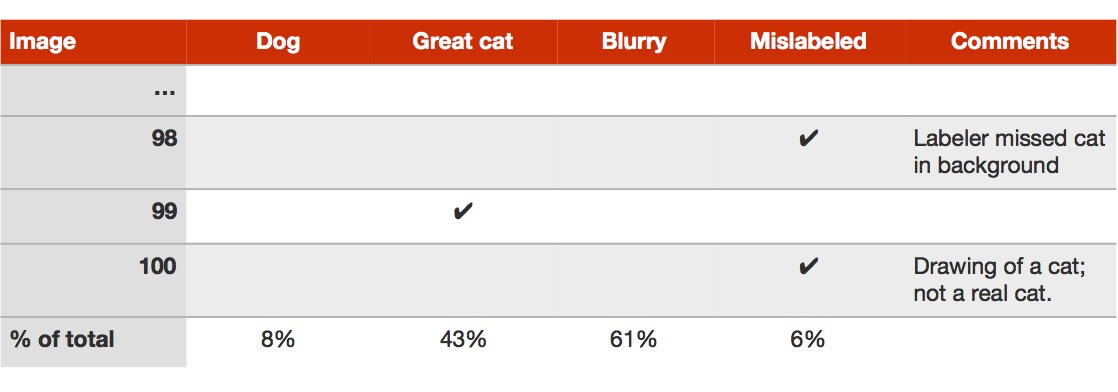 Image Dog Great cat Blurry Mislabeled Comments
...
98 ✔ Labeler missed cat
in background
99 ✔
100 ✔ Drawing of a cat;
not a real cat.
% of total 8% 43% 61% 6%